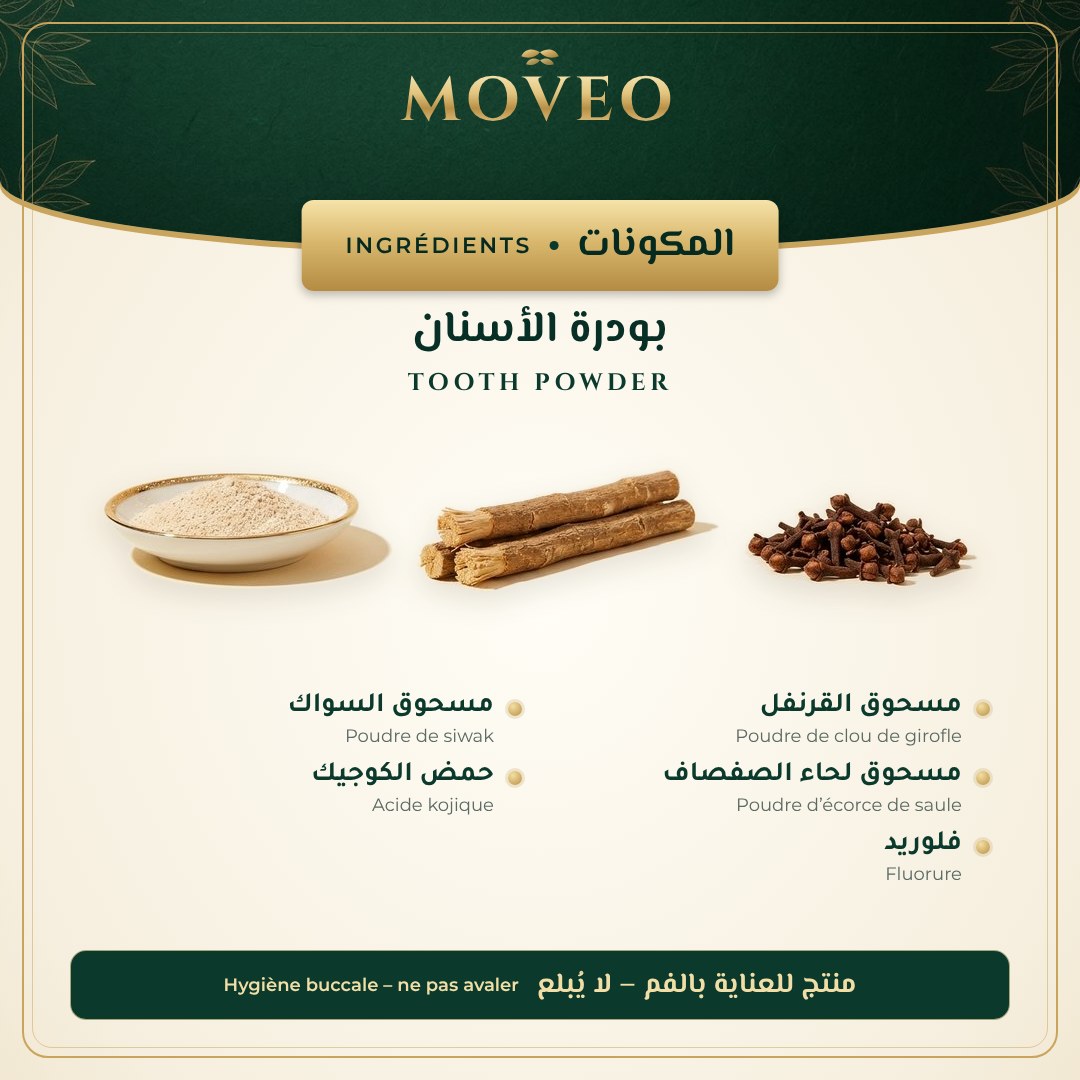 MOVEO
INGRÉDIENTS • المكونات
بودرة الأسنان
TOOTH POWDER
مسحوق القرنفل
Poudre de clou de girofle
مسحوق لحاء الصفصاف
Poudre d’écorce de saule
فلوريد
Fluorure
مسحوق السواك
Poudre de siwak
حمض الكوجيك
Acide kojique
منتج للعناية بالفم – لا يُبلع Hygiène buccale – ne pas avaler